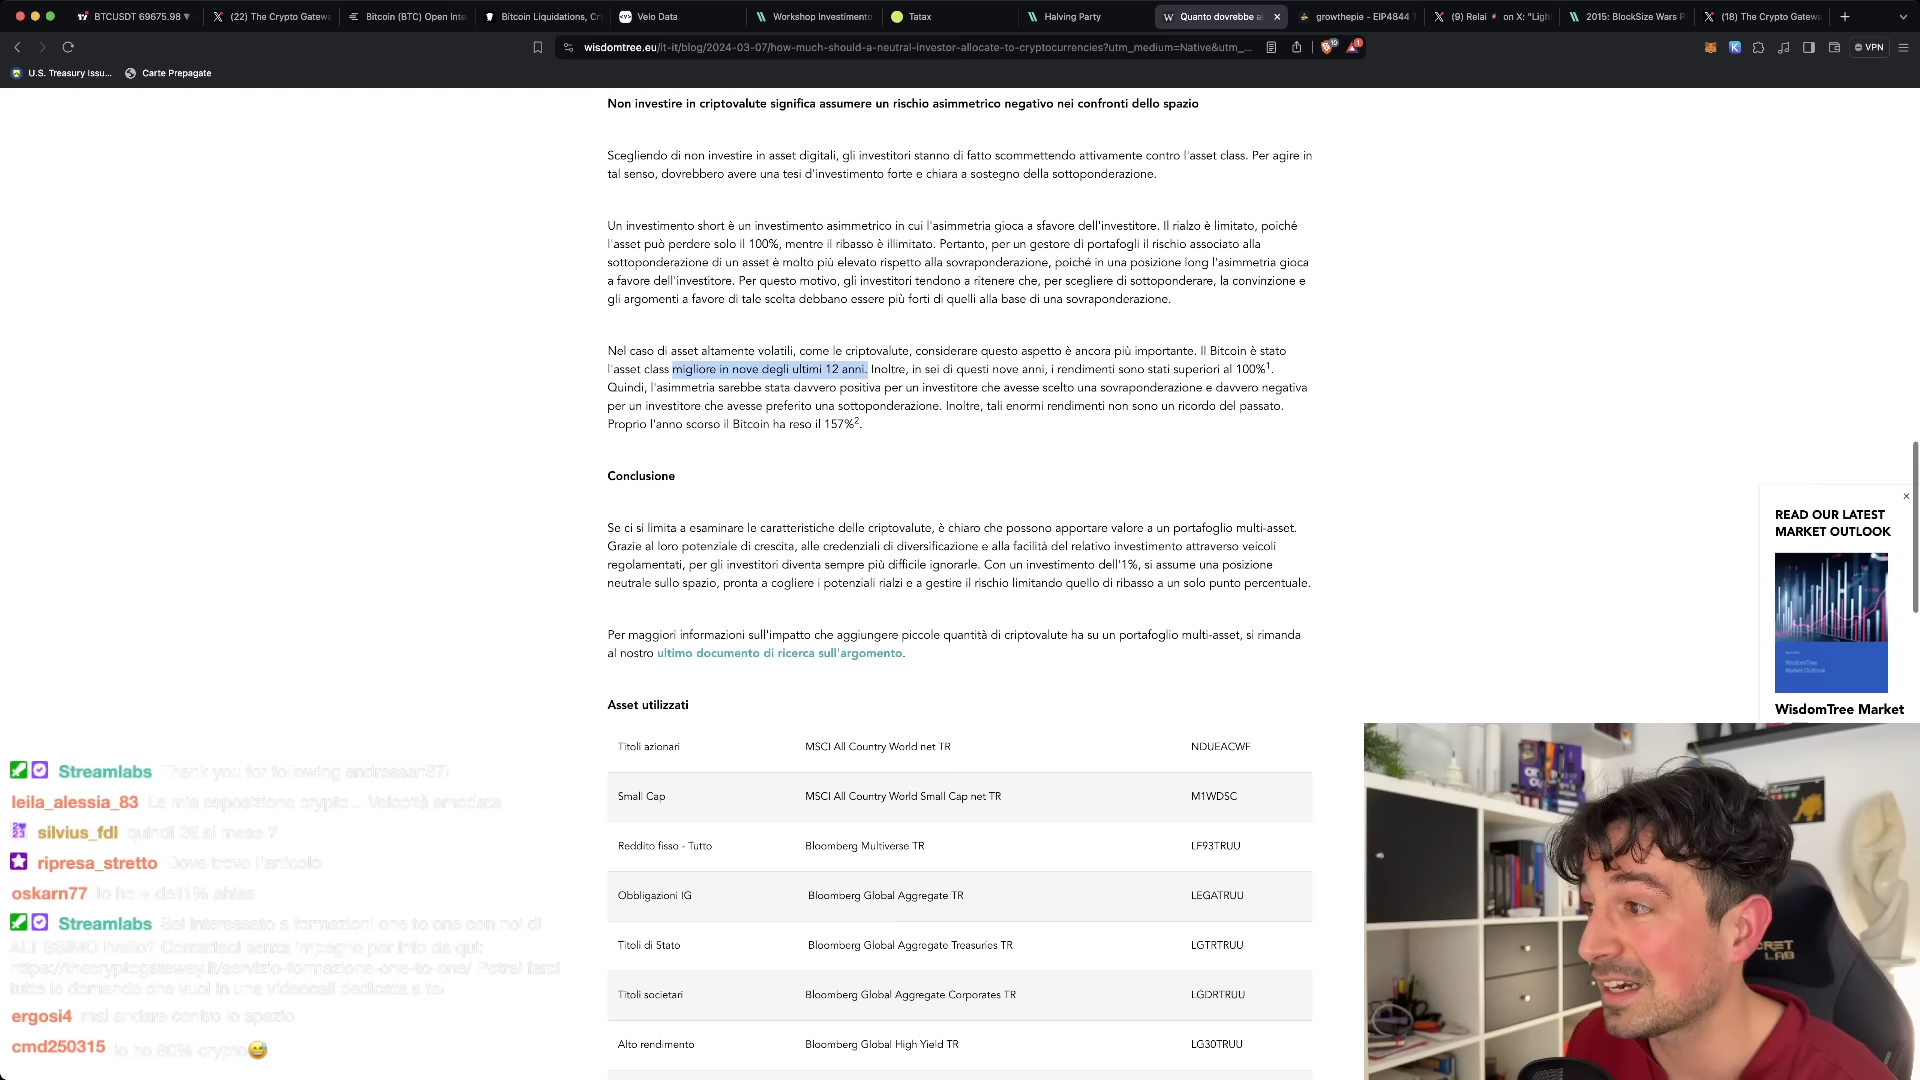 BTCUSDT 69675.98
(22) The Crypto Gatewa
Bitcoin (BTC) Open Inte
Bitcoin Liquidations, Cr
Velo Data
Workshop Investimento
Tatax
Halving Party
Quanto dovrebbe al
growthepie - EIP4844 T
(9) Relai on X: "Ligh
2015: BlockSize Wars P
(18) The Crypto Gatewa
wisdomtree.eu/it-it/blog/2024-03-07/how-much-should-a-neutral-investor-allocate-to-cryptocurrencies?utm_medium=Native&utm_...
VPN
U.S. Treasury Issu...
Carte Prepagate
Non investire in criptovalute significa assumere un rischio asimmetrico negativo nei confronti dello spazio
Scegliendo di non investire in asset digitali, gli investitori stanno di fatto scommettendo attivamente contro l'asset class. Per agire in
tal senso, dovrebbero avere una tesi d'investimento forte e chiara a sostegno della sottoponderazione.
Un investimento short è un investimento asimmetrico in cui l'asimmetria gioca a sfavore dell'investitore. Il rialzo è limitato, poiché
l'asset può perdere solo il 100%, mentre il ribasso è illimitato. Pertanto, per un gestore di portafogli il rischio associato alla
sottoponderazione di un asset è molto più elevato rispetto alla sovraponderazione, poiché in una posizione long l'asimmetria gioca
a favore dell'investitore. Per questo motivo, gli investitori tendono a ritenere che, per scegliere di sottoponderare, la convinzione e
gli argomenti a favore di tale scelta debbano essere più forti di quelli alla base di una sovraponderazione.
Nel caso di asset altamente volatili, come le criptovalute, considerare questo aspetto è ancora più importante. Il Bitcoin è stato
l'asset class migliore in nove degli ultimi 12 anni. Inoltre, in sei di questi nove anni, i rendimenti sono stati superiori al 100%1.
Quindi, l'asimmetria sarebbe stata davvero positiva per un investitore che avesse scelto una sovraponderazione e davvero negativa
per un investitore che avesse preferito una sottoponderazione. Inoltre, tali enormi rendimenti non sono un ricordo del passato.
Proprio l'anno scorso il Bitcoin ha reso il 157%2.
Conclusione
Se ci si limita a esaminare le caratteristiche delle criptovalute, è chiaro che possono apportare valore a un portafoglio multi-asset.
Grazie al loro potenziale di crescita, alle credenziali di diversificazione e alla facilità del relativo investimento attraverso veicoli
regolamentati, per gli investitori diventa sempre più difficile ignorarle. Con un investimento dell'1%, si assume una posizione
neutrale sullo spazio, pronta a cogliere i potenziali rialzi e a gestire il rischio limitando quello di ribasso a un solo punto percentuale.
Per maggiori informazioni sull'impatto che aggiungere piccole quantità di criptovalute ha su un portafoglio multi-asset, si rimanda
al nostro ultimo documento di ricerca sull'argomento.
Asset utilizzati
Titoli azionari MSCI All Country World net TR NDUEACWF
Small Cap MSCI All Country World Small Cap net TR M1WDSC
Reddito fisso - Tutto Bloomberg Multiverse TR LF93TRUU
Obbligazioni IG Bloomberg Global Aggregate TR LEGATRUU
Titoli di Stato Bloomberg Global Aggregate Treasuries TR LGTRTRUU
Titoli societari Bloomberg Global Aggregate Corporates TR LGDRTRUU
Alto rendimento Bloomberg Global High Yield TR LG30TRUU
READ OUR LATEST
MARKET OUTLOOK
WisdomTree
Market Outlook
WisdomTree Market
Streamlabs Thank you for following andreasan87!
leila_alessia_83 La mia esposizione crypto... Velocità smodata
silvius_fdl quindi 2€ al mese ?
ripresa_stretto Dove trovo l'articolo
oskarn77 Io ho + dell1% ahias
Streamlabs Sei interessato a formazioni one to one con noi di
ALTISSIMO livello? Contattaci senza impegno per info da qui:
https://thecryptogateway.it/servizio-formazione-one-to-one/ Potrai farci
tutte le domande che vuoi in una videocall dedicata a te!
ergosi4 mai andare contro lo spazio
cmd250315 Io ho 80% crypto